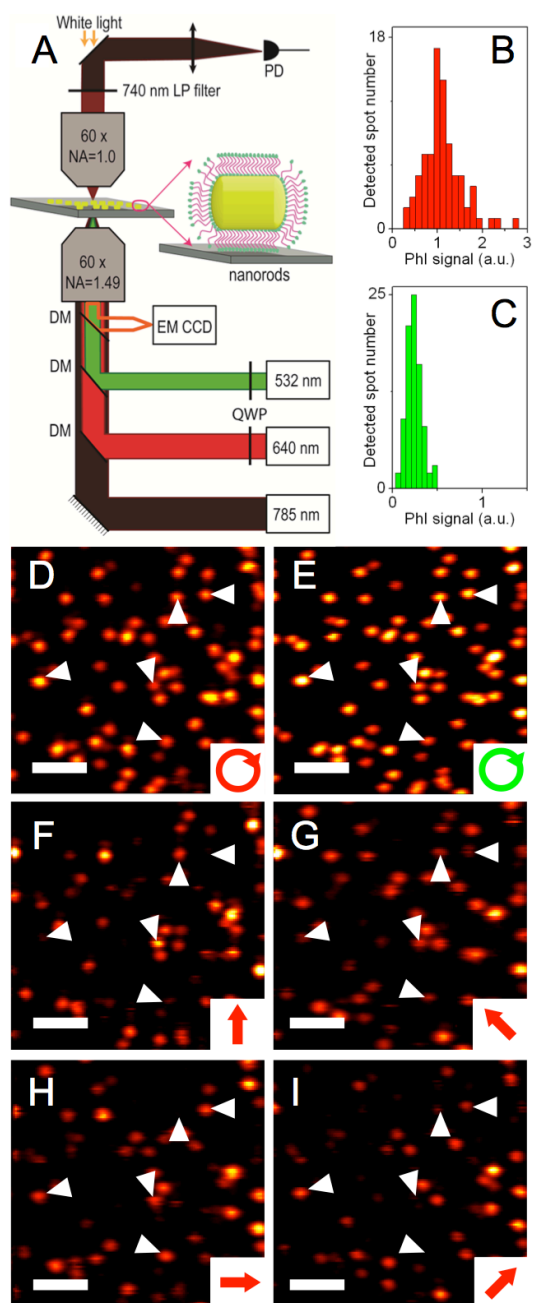 A
White light
PD
740 nm LP filter
60 x
NA=1.0
nanorods
60 x
NA=1.49
DM
EM CCD
DM
532 nm
QWP
DM
640 nm
785 nm
B
Detected spot number
18
9
0
0
1
2
3
PhI signal (a.u.)
C
Detected spot number
25
0
0
1
PhI signal (a.u.)
D
E
F
G
H
I